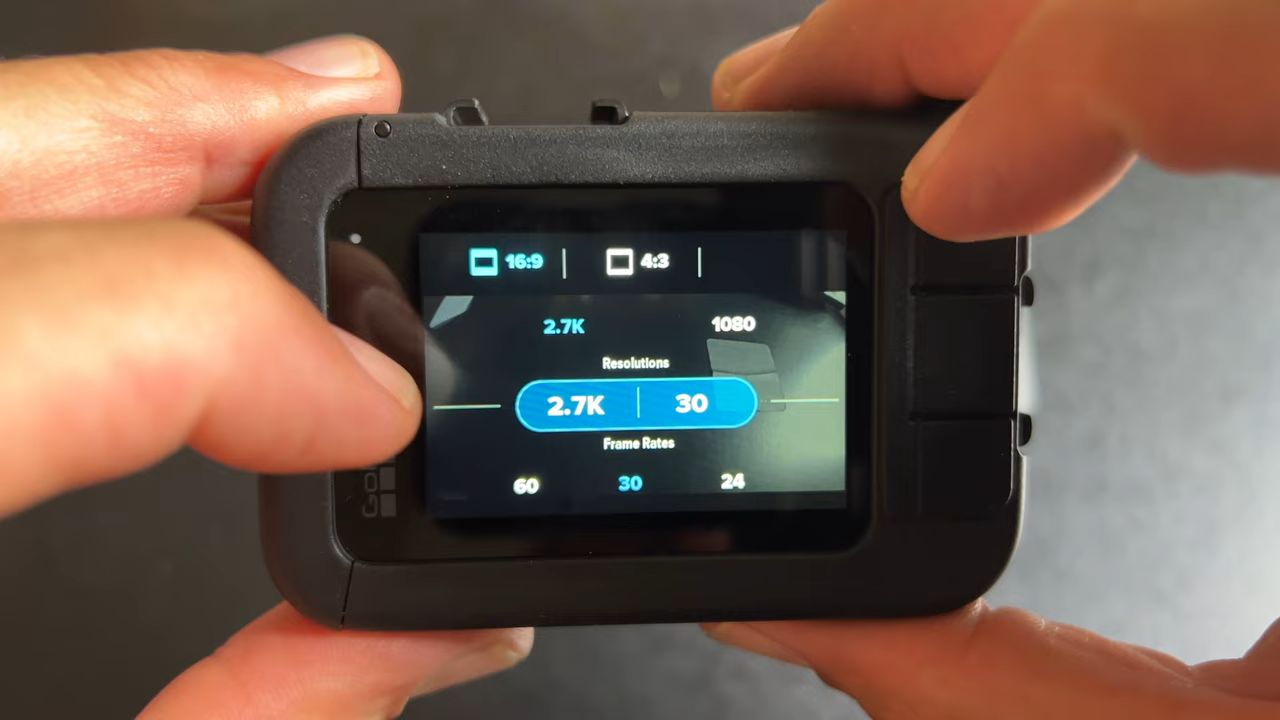 16:9 4:3
2.7K 1080
Resolutions
2.7K 30
Frame Rates
60 30 24